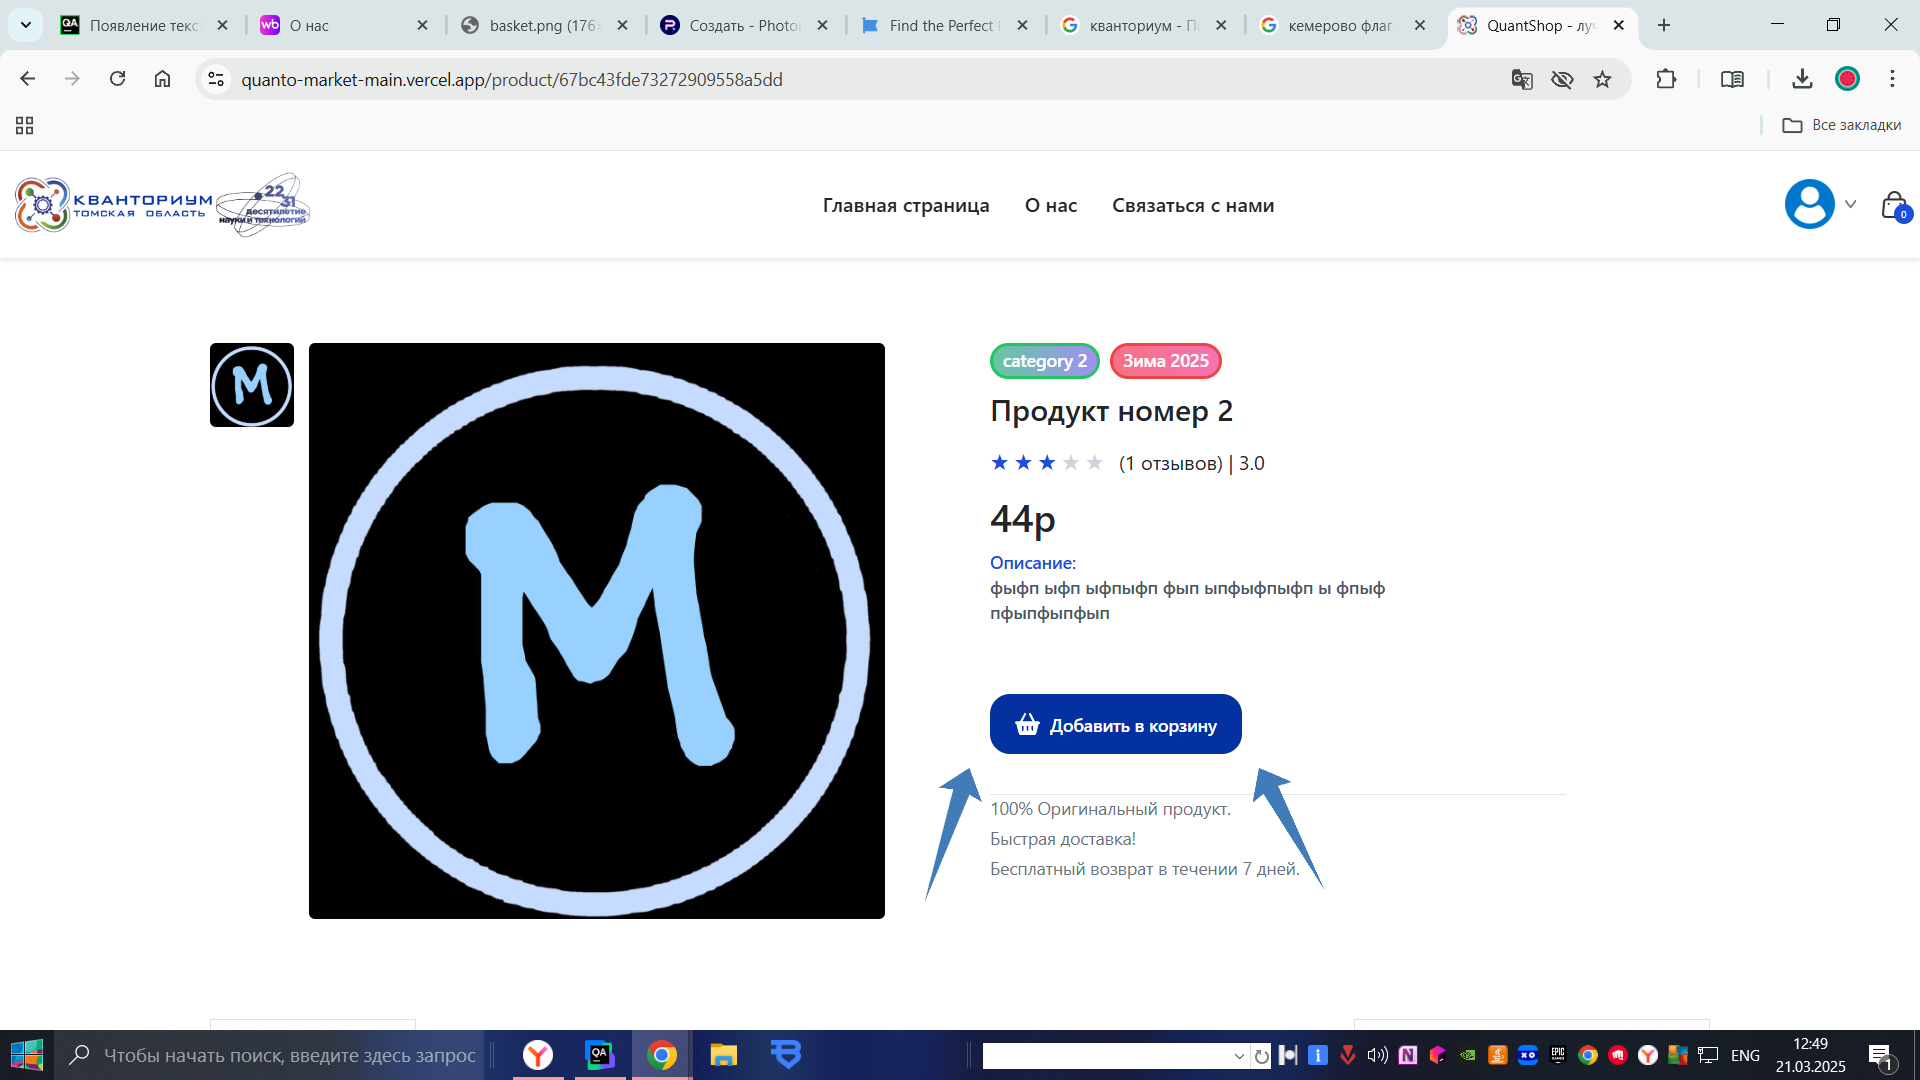 Появление текст
О нас
basket.png (176×
Создать - Photo
Find the Perfect
кванториум - П
кемерово флаг
QuantShop - лу
quanto-market-main.vercel.app/product/67bc43fde73272909558a5dd
Все закладки
КВАНТОРИУМ
ТОМСКАЯ ОБЛАСТЬ
22
31
десятилетие
науки и технологий
Главная страница
О нас
Связаться с нами
0
M
M
category 2
Зима 2025
Продукт номер 2
(1 отзывов) | 3.0
44р
Описание:
фыфп ыфп ыфпыфп фып ыпфыфпыфп ы фпыф
пфыпфыпфып
Добавить в корзину
100% Оригинальный продукт.
Быстрая доставка!
Бесплатный возврат в течении 7 дней.
Чтобы начать поиск, введите здесь запрос
ENG
12:49
21.03.2025
1